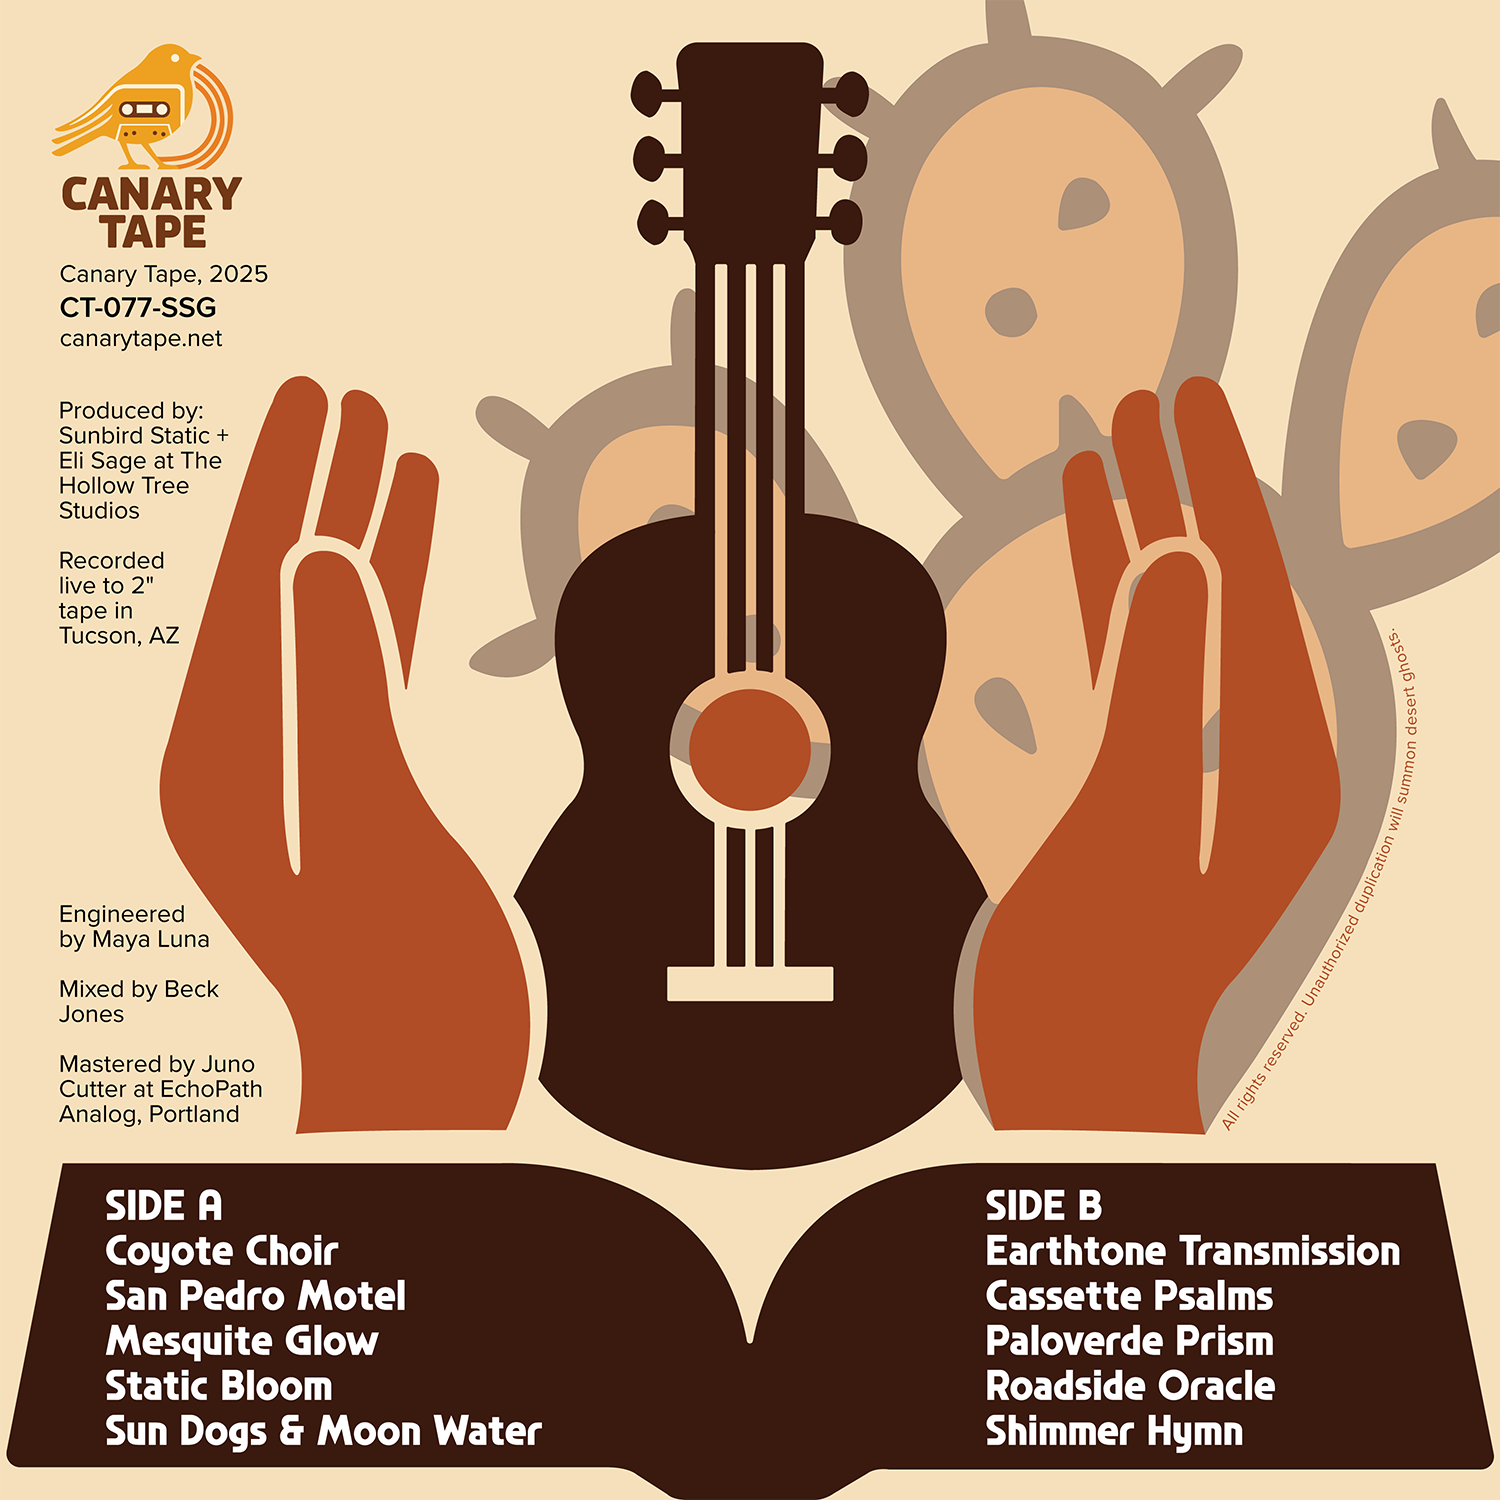 CANARY
TAPE
Canary Tape, 2025
CT-077-SSG
canarytape.net
Produced by:
Sunbird Static +
Eli Sage at The
Hollow Tree
Studios
Recorded
live to 2"
tape in
Tucson, AZ
Engineered
by Maya Luna
Mixed by Beck
Jones
Mastered by Juno
Cutter at EchoPath
Analog, Portland
All rights reserved. Unauthorized duplication will summon desert ghosts.
SIDE A
Coyote Choir
San Pedro Motel
Mesquite Glow
Static Bloom
Sun Dogs & Moon Water
SIDE B
Earthtone Transmission
Cassette Psalms
Paloverde Prism
Roadside Oracle
Shimmer Hymn